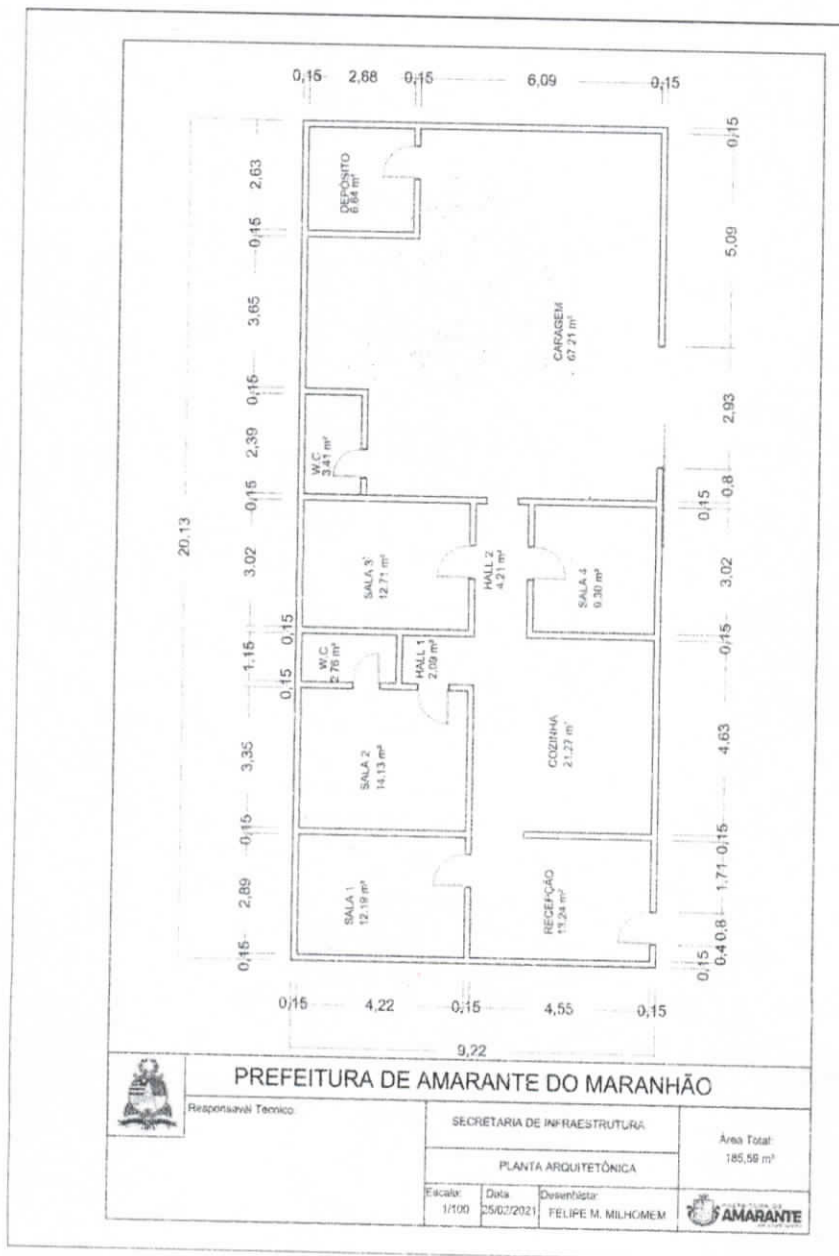 0,15 2,68 0,15 6,09 0,15
0,15
2,63
0,15
3,65
0,15
2,39
0,15
3,02
0,15
1,15
0,15
3,35
0,15
2,89
0,15
20,13
0,15
5,09
2,93
0,8
0,15
3,02
0,15
4,63
0,15
1,71
0,8
0,4
0,15
DEPÓSITO
6.64 m²
CARAGEM
67.21 m²
W.C
3.41 m²
SALA 3
12.71 m²
HALL 2
4.21 m²
SALA 4
9.30 m²
W.C
2.76 m²
HALL 1
2,09 m²
SALA 2
14.13 m²
COZINHA
21.27 m²
SALA 1
12.19 m²
RECEPÇÃO
13,24 m²
0,15 4,22 0,15 4,55 0,15
9,22
PREFEITURA DE AMARANTE DO MARANHÃO
Responsavel Tecnico:
SECRETARIA DE INFRAESTRUTURA
PLANTA ARQUITETÔNICA
Área Total:
185,59 m²
Escala:
1/100
Data
25/02/2021
Desenhista:
FELIPE M. MILHOMEM
PREFEITURA DE
AMARANTE